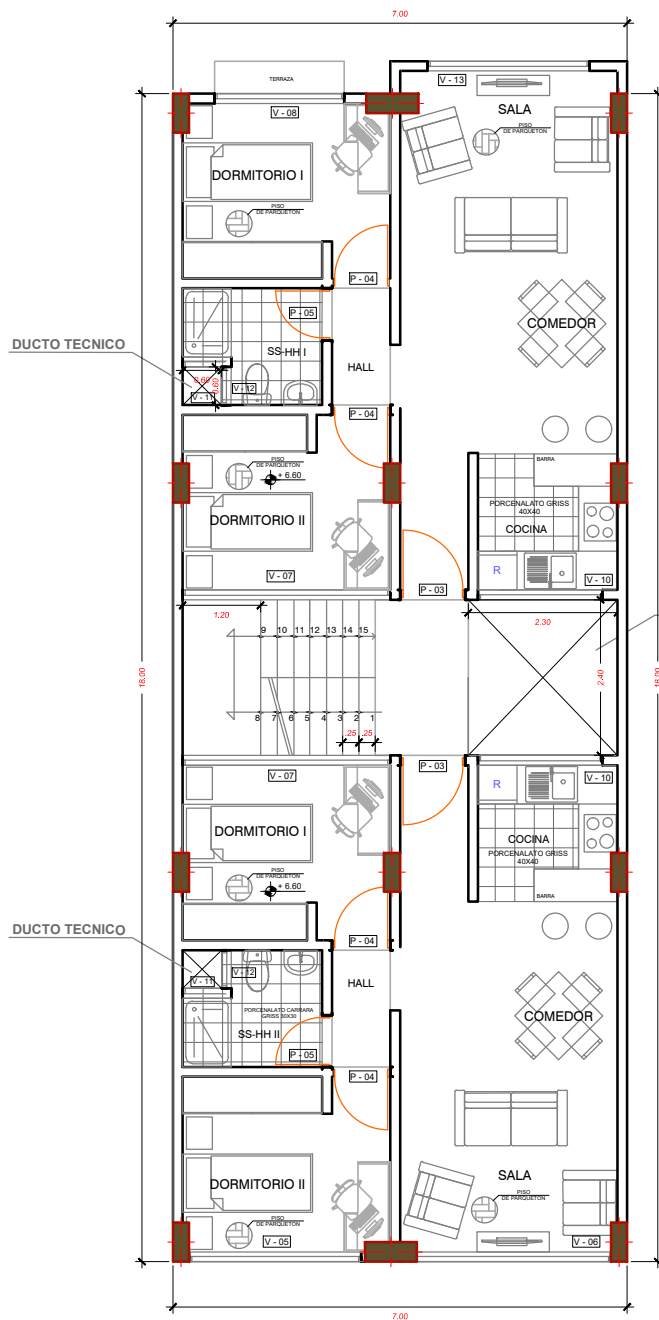 7.00
TERRAZA
V - 13
SALA
V - 08
PISO
DE PARQUETON
DORMITORIO I
PISO
DE PARQUETON
P - 04
P - 05
COMEDOR
DUCTO TECNICO
SS-HH I
HALL
0.60
0.60
V - 12
V - 11
P - 04
BARRA
PISO
DE PARQUETON
+ 6.60
PORCENALATO GRISS
40X40
DORMITORIO II
COCINA
R
V - 07
V - 10
P - 03
1.20
2.30
9 10 11 12 13 14 15
18.00
2.40
18.00
8 7 6 5 4 3 2 1
.25 .25
P - 03
V - 07
R
V - 10
DORMITORIO I
COCINA
PORCENALATO GRISS
40X40
PISO
DE PARQUETON
+ 6.60
BARRA
DUCTO TECNICO
P - 04
V - 12
V - 11
HALL
PORCENALATO CARRARA
GRISS 30X30
COMEDOR
SS-HH II
P - 05
P - 04
DORMITORIO II
SALA
PISO
DE PARQUETON
PISO
DE PARQUETON
V - 05
V - 06
7.00